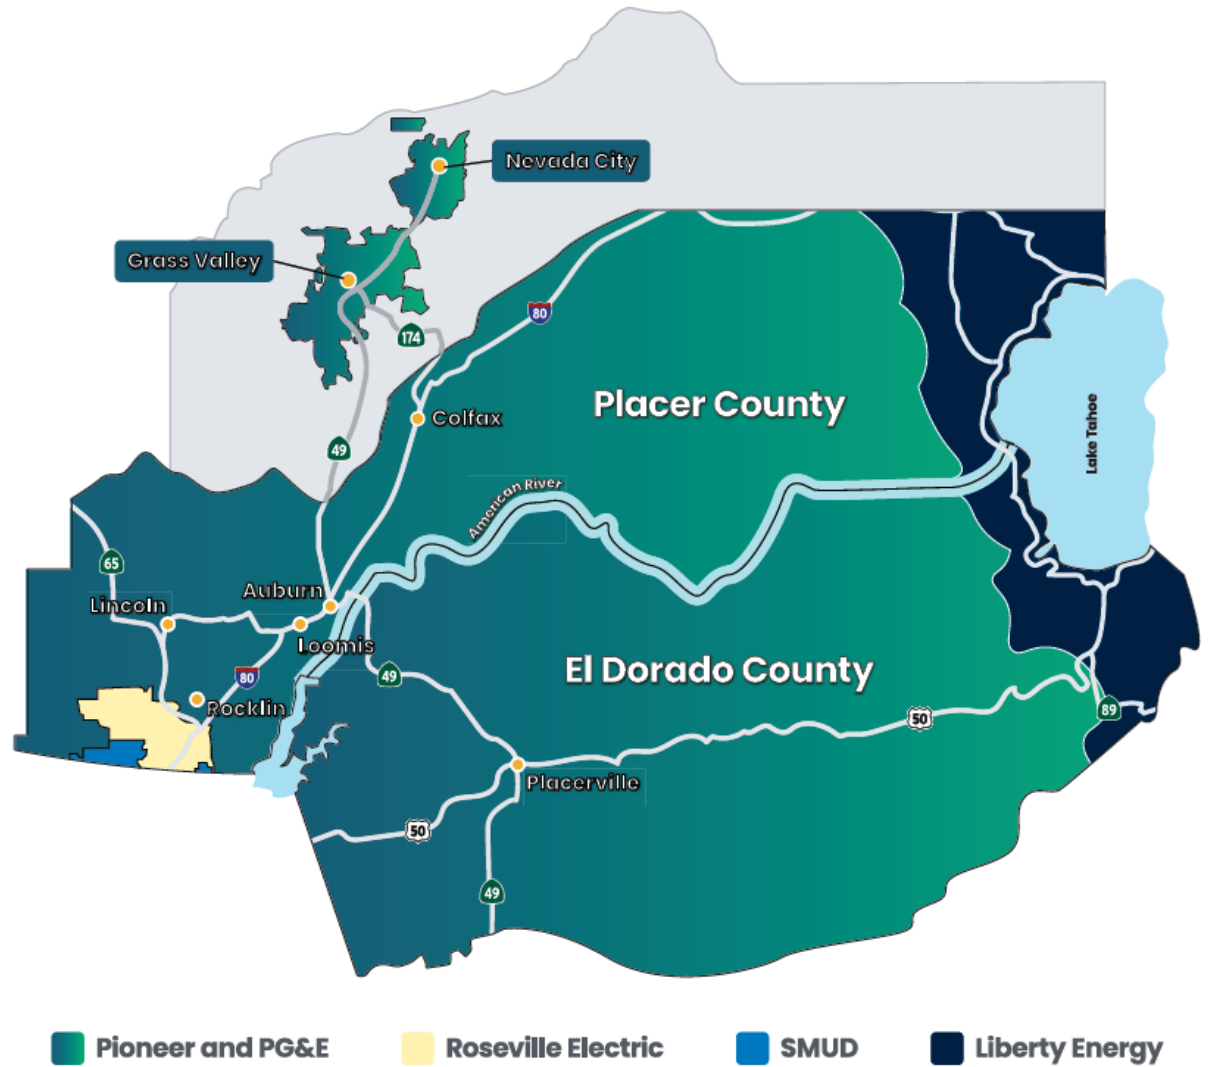 Nevada City
Grass Valley
80
174
Placer County
Colfax
Lake Tahoe
49
American River
65
Auburn
Lincoln
Loomis
El Dorado County
80
49
Rocklin
89
50
Placerville
50
49
Pioneer and PG&E
Roseville Electric
SMUD
Liberty Energy